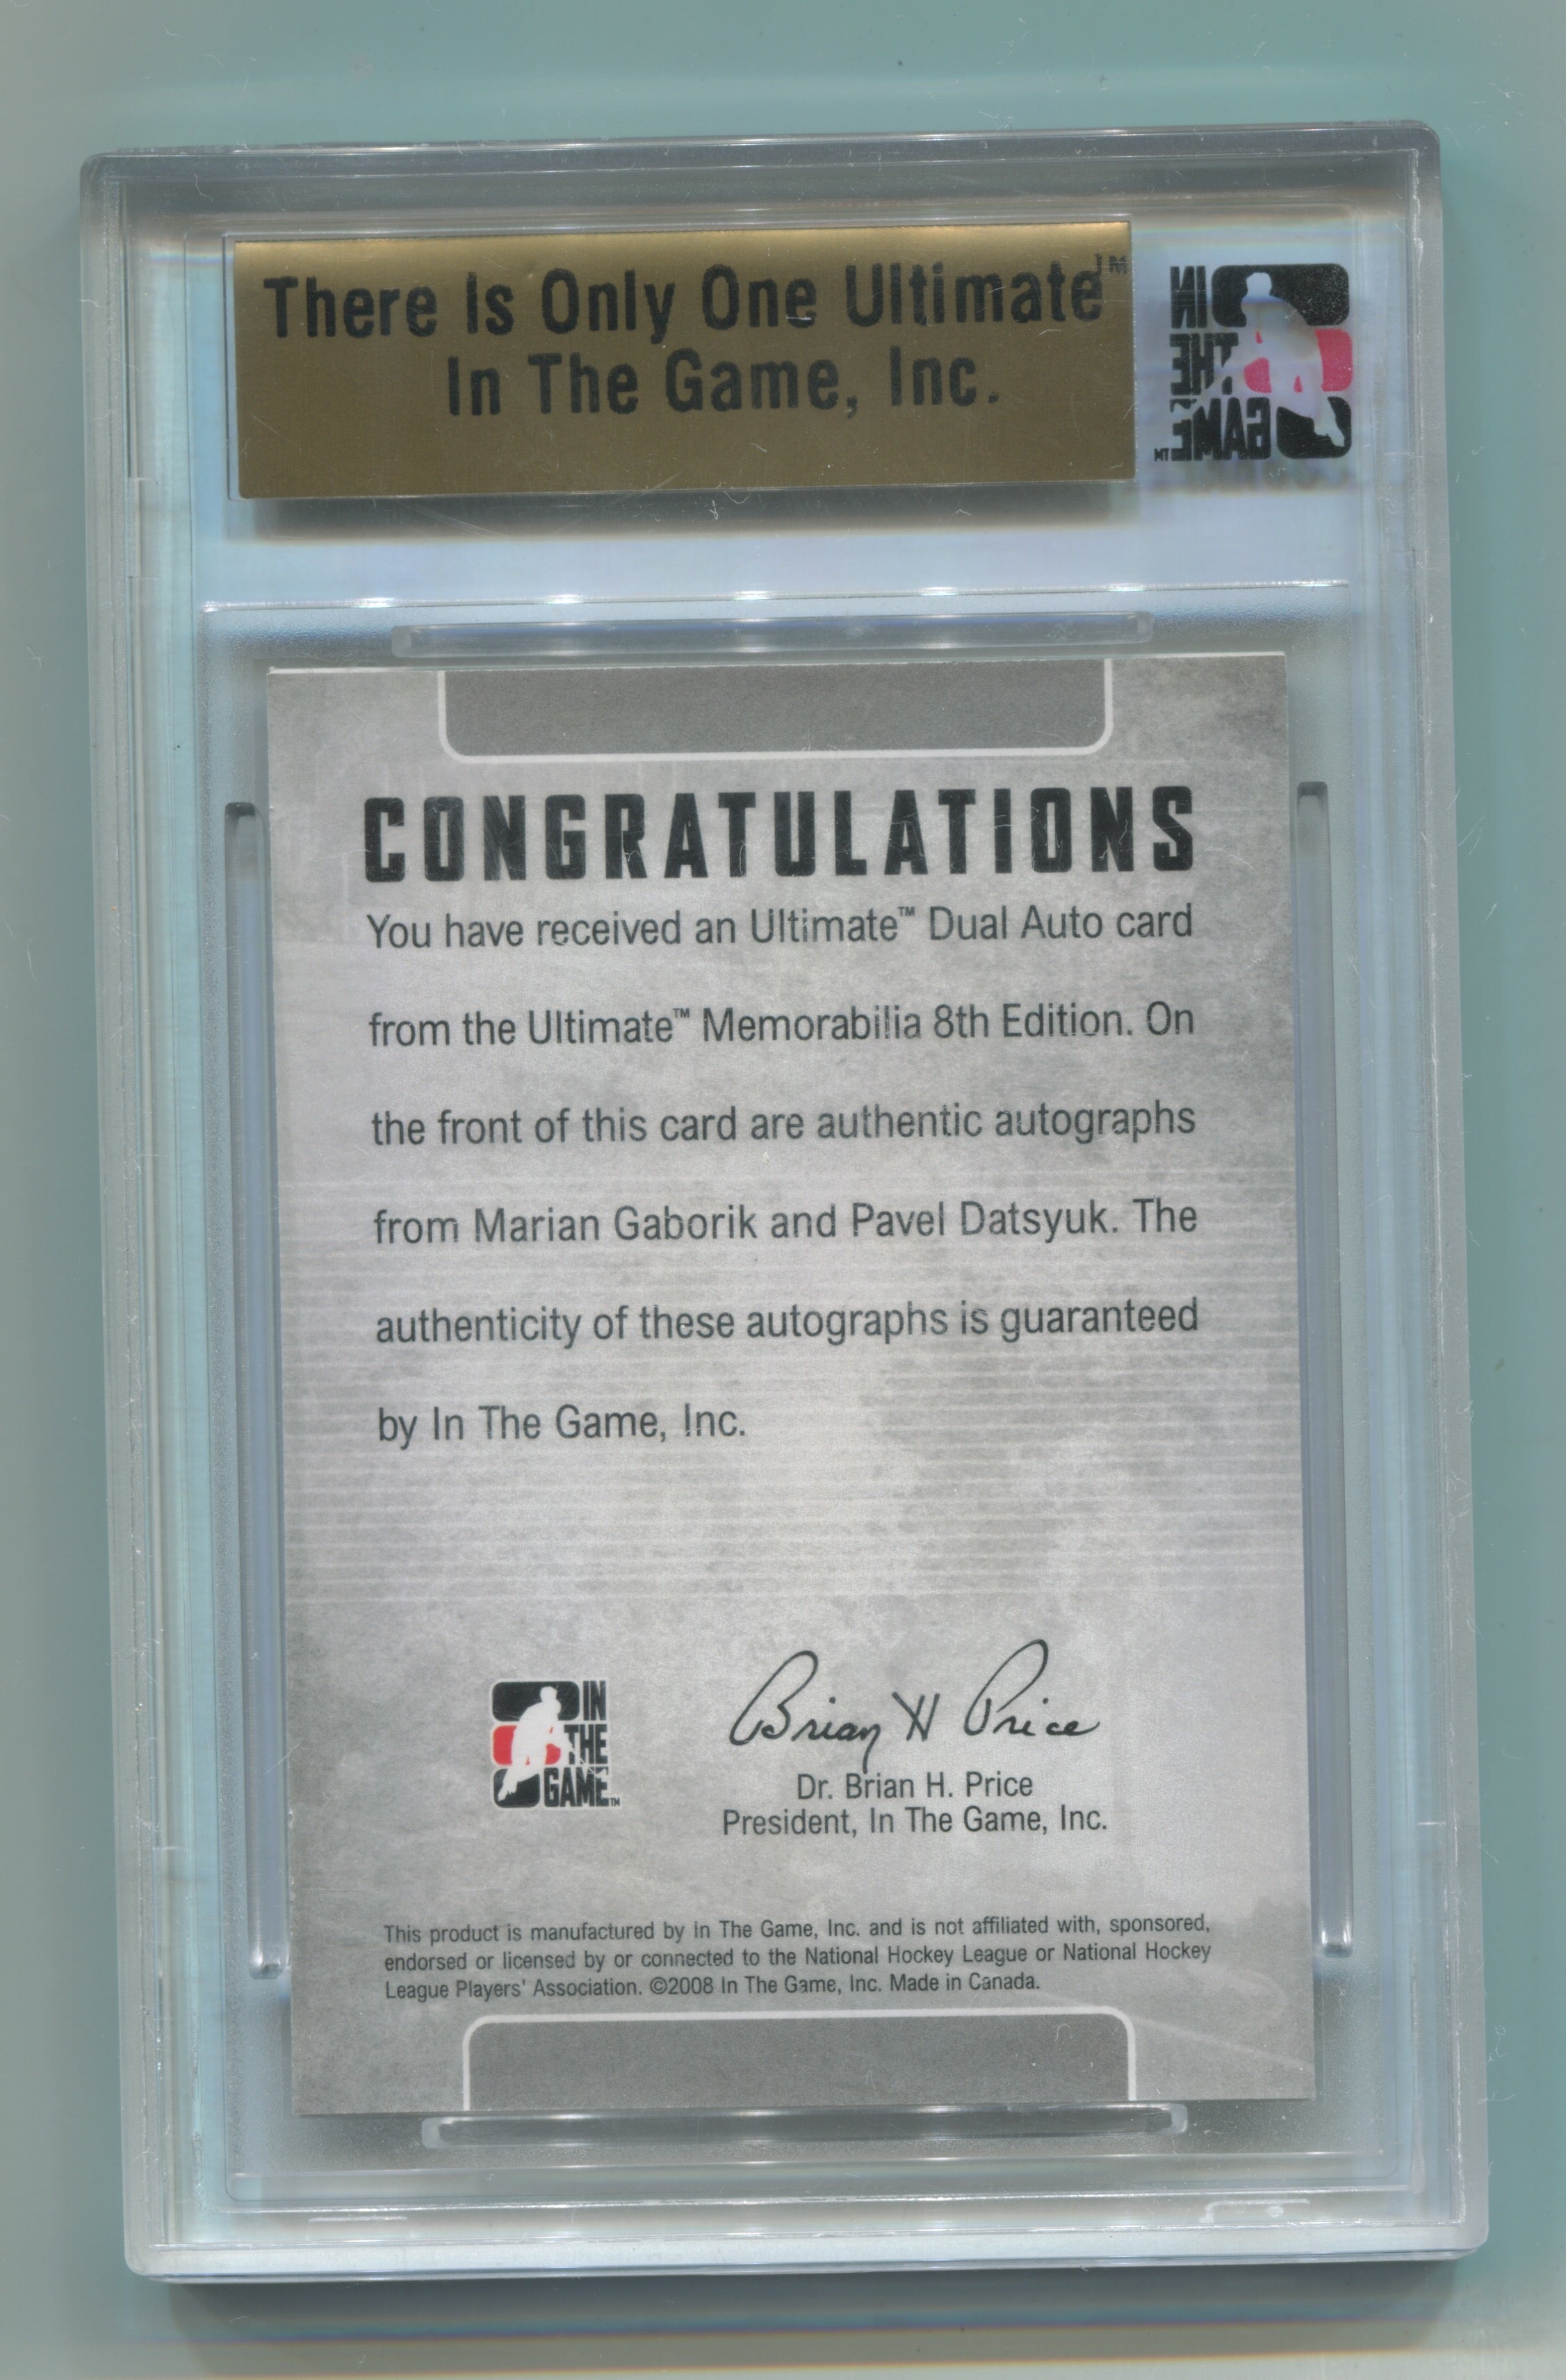 There Is Only One Ultimate™
In The Game, Inc.
IN
THE
GAME™
CONGRATULATIONS
You have received an Ultimate™ Dual Auto card
from the Ultimate™ Memorabilia 8th Edition. On
the front of this card are authentic autographs
from Marian Gaborik and Pavel Datsyuk. The
authenticity of these autographs is guaranteed
by In The Game, Inc.
IN
THE
GAME™
Brian H Price
Dr. Brian H. Price
President, In The Game, Inc.
This product is manufactured by In The Game, Inc. and is not affiliated with, sponsored,
endorsed or licensed by or connected to the National Hockey League or National Hockey
League Players' Association. ©2008 In The Game, Inc. Made in Canada.